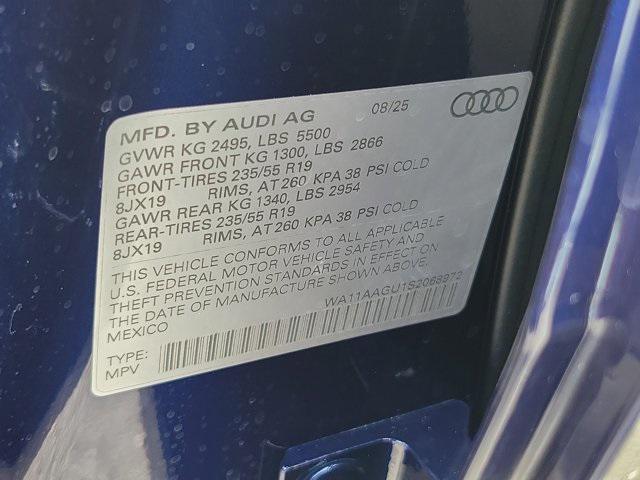 MFD. BY AUDI AG 08/25
GVWR KG 2495, LBS 5500
GAWR FRONT KG 1300, LBS 2866
FRONT-TIRES 235/55 R19
8JX19 RIMS, AT 260 KPA 38 PSI COLD
GAWR REAR KG 1340, LBS 2954
REAR-TIRES 235/55 R19
8JX19 RIMS, AT 260 KPA 38 PSI COLD
THIS VEHICLE CONFORMS TO ALL APPLICABLE
U.S. FEDERAL MOTOR VEHICLE SAFETY AND
THEFT PREVENTION STANDARDS IN EFFECT ON
THE DATE OF MANUFACTURE SHOWN ABOVE.
MEXICO WA11AAGU1S2068972
TYPE:
MPV